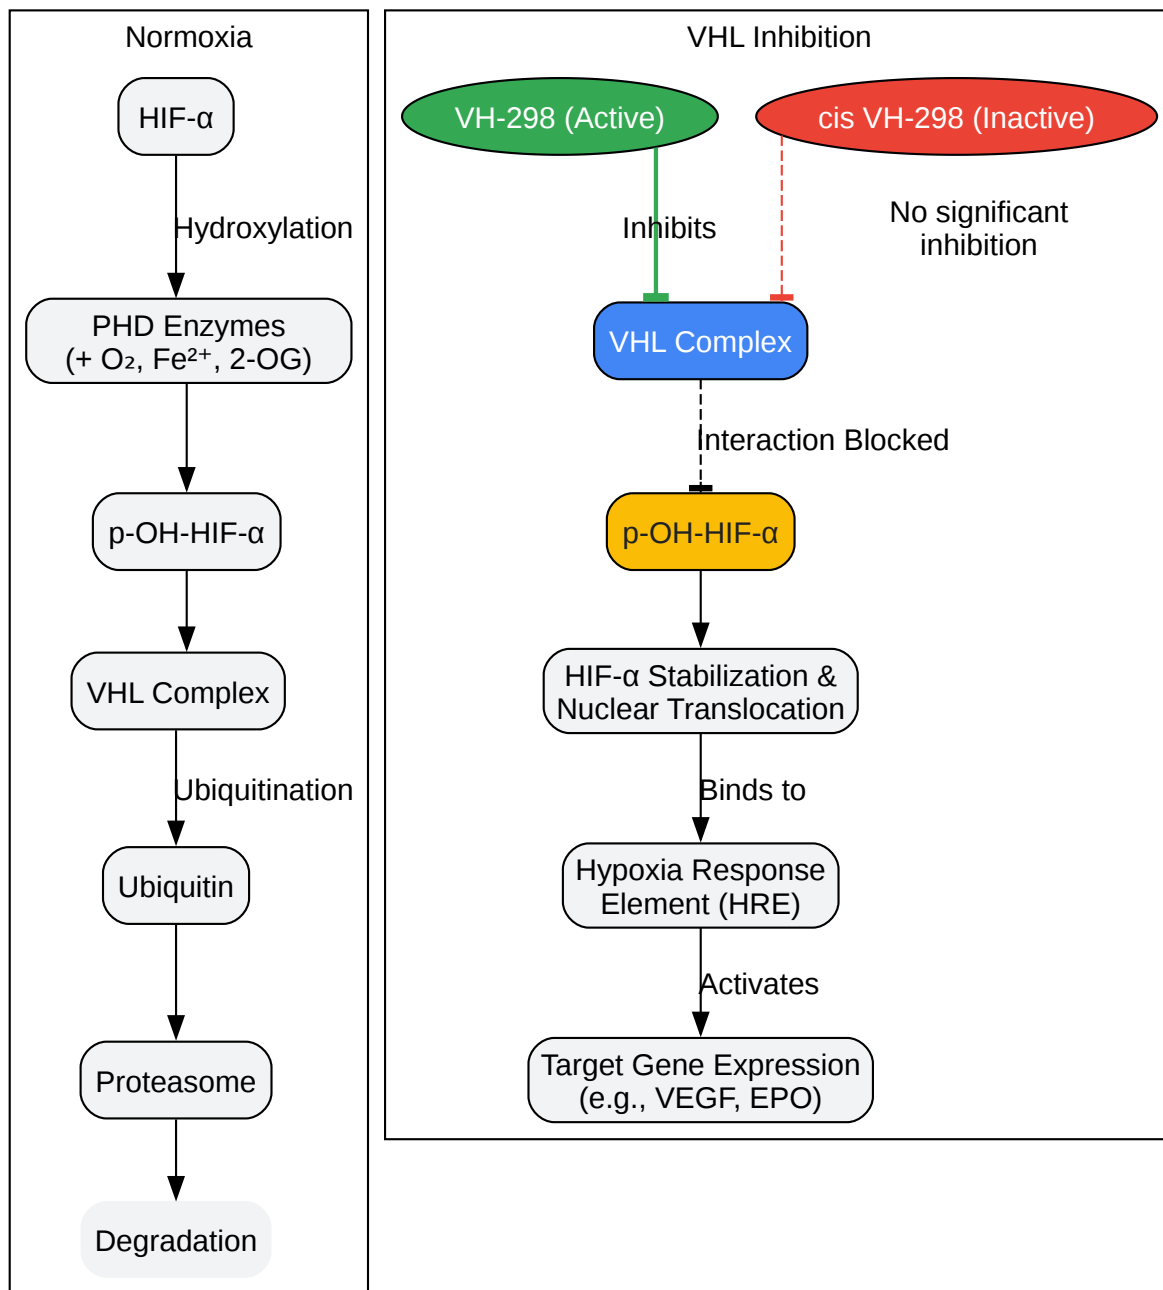 Normoxia
HIF-α
Hydroxylation
PHD Enzymes
(+ O₂, Fe²⁺, 2-OG)
p-OH-HIF-α
VHL Complex
Ubiquitination
Ubiquitin
Proteasome
Degradation
VHL Inhibition
VH-298 (Active)
cis VH-298 (Inactive)
Inhibits
No significant
inhibition
VHL Complex
Interaction Blocked
p-OH-HIF-α
HIF-α Stabilization &
Nuclear Translocation
Binds to
Hypoxia Response
Element (HRE)
Activates
Target Gene Expression
(e.g., VEGF, EPO)